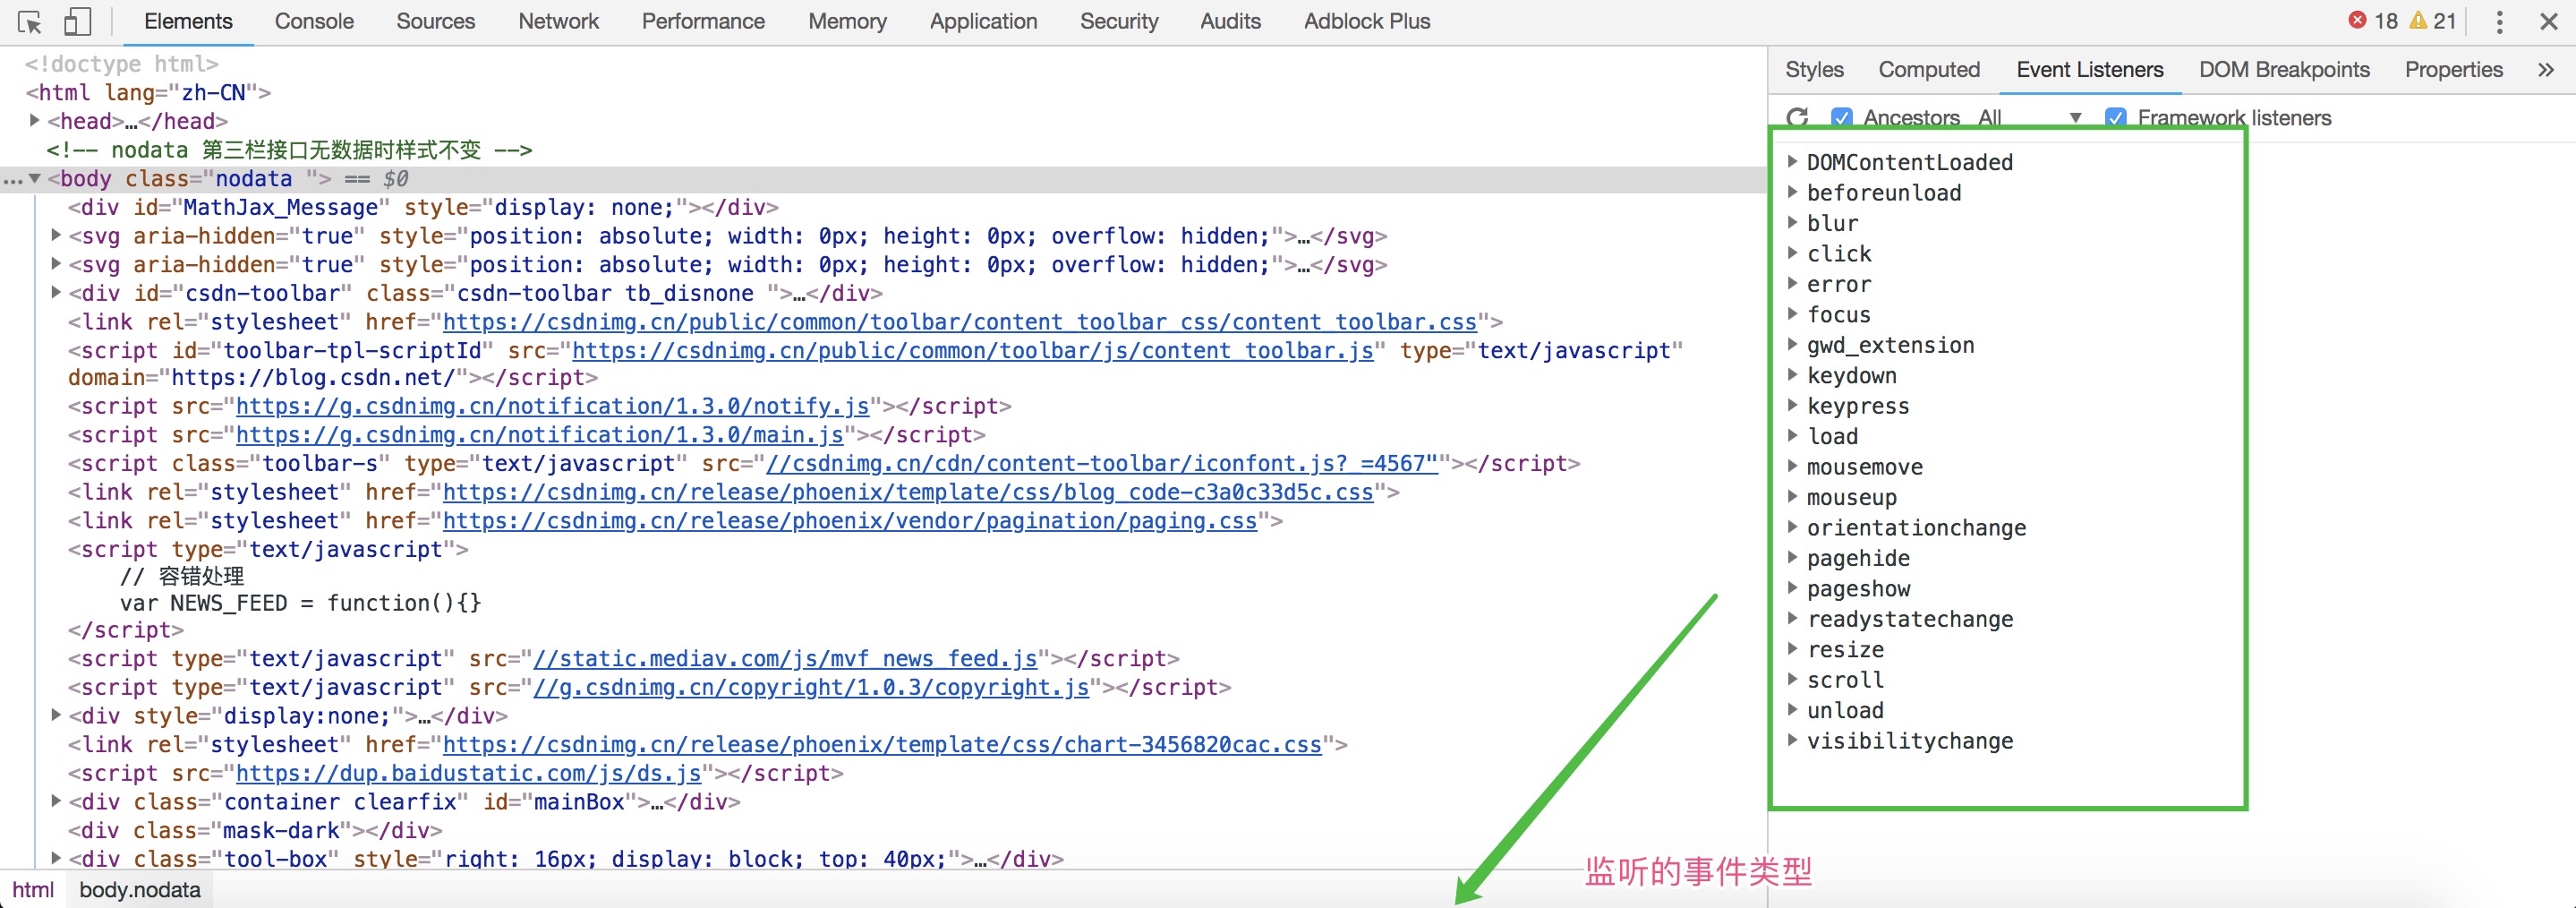 Elements Console Sources Network Performance Memory Application Security Audits Adblock Plus 18 21
<!doctype html>
<html lang="zh-CN">
<head>…</head>
<!-- nodata 第三栏接口无数据时样式不变 -->
…<body class="nodata "> == $0
<div id="MathJax_Message" style="display: none;"></div>
<svg aria-hidden="true" style="position: absolute; width: 0px; height: 0px; overflow: hidden;">…</svg>
<svg aria-hidden="true" style="position: absolute; width: 0px; height: 0px; overflow: hidden;">…</svg>
<div id="csdn-toolbar" class="csdn-toolbar tb_disnone ">…</div>
<link rel="stylesheet" href="https://csdnimg.cn/public/common/toolbar/content_toolbar_css/content_toolbar.css">
<script id="toolbar-tpl-scriptId" src="https://csdnimg.cn/public/common/toolbar/js/content_toolbar.js" type="text/javascript"
domain="https://blog.csdn.net/"></script>
<script src="https://g.csdnimg.cn/notification/1.3.0/notify.js"></script>
<script src="https://g.csdnimg.cn/notification/1.3.0/main.js"></script>
<script class="toolbar-s" type="text/javascript" src="//csdnimg.cn/cdn/content-toolbar/iconfont.js?_=4567""></script>
<link rel="stylesheet" href="https://csdnimg.cn/release/phoenix/template/css/blog_code-c3a0c33d5c.css">
<link rel="stylesheet" href="https://csdnimg.cn/release/phoenix/vendor/pagination/paging.css">
<script type="text/javascript">
// 容错处理
var NEWS_FEED = function(){}
</script>
<script type="text/javascript" src="//static.mediav.com/js/mvf_news_feed.js"></script>
<script type="text/javascript" src="//g.csdnimg.cn/copyright/1.0.3/copyright.js"></script>
<div style="display:none;">…</div>
<link rel="stylesheet" href="https://csdnimg.cn/release/phoenix/template/css/chart-3456820cac.css">
<script src="https://dup.baidustatic.com/js/ds.js"></script>
<div class="container clearfix" id="mainBox">…</div>
<div class="mask-dark"></div>
<div class="tool-box" style="right: 16px; display: block; top: 40px;">…</div>
html body.nodata
Styles Computed Event Listeners DOM Breakpoints Properties »
Ancestors All Framework listeners
DOMContentLoaded
beforeunload
blur
click
error
focus
gwd_extension
keydown
keypress
load
mousemove
mouseup
orientationchange
pagehide
pageshow
readystatechange
resize
scroll
unload
visibilitychange
监听的事件类型